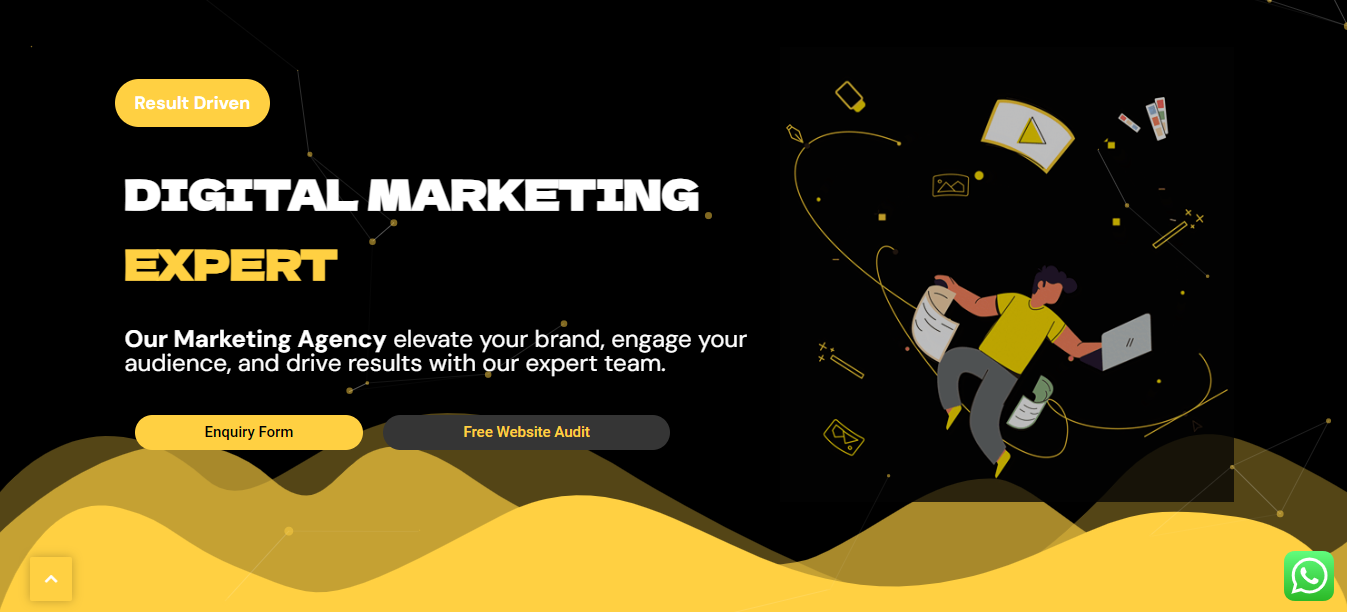 Result Driven
DIGITAL MARKETING
EXPERT
Our Marketing Agency elevate your brand, engage your
audience, and drive results with our expert team.
Enquiry Form
Free Website Audit